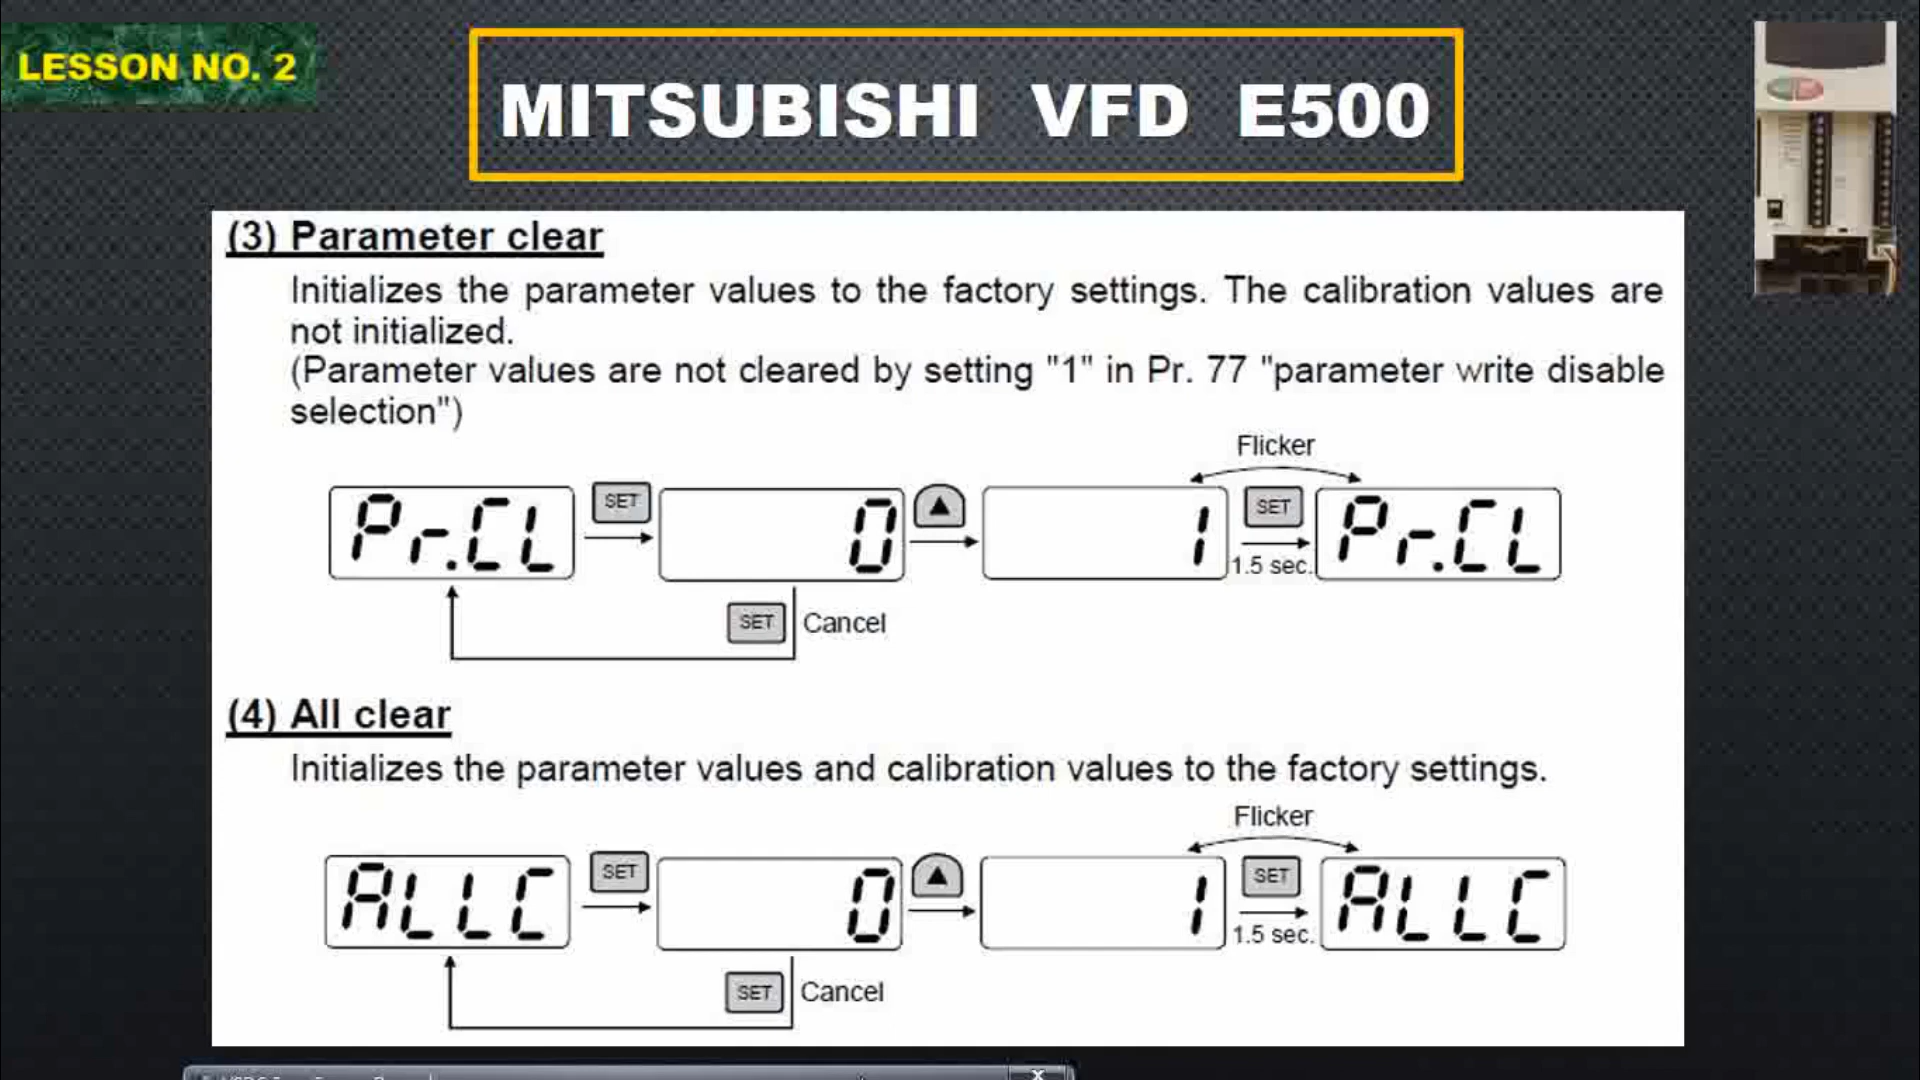 LESSON NO. 2
MITSUBISHI VFD E500
(3) Parameter clear
Initializes the parameter values to the factory settings. The calibration values are
not initialized.
(Parameter values are not cleared by setting "1" in Pr. 77 "parameter write disable
selection")
Flicker
Pr.CL SET 0 ▲ 1 SET Pr.CL
1.5 sec.
SET Cancel
(4) All clear
Initializes the parameter values and calibration values to the factory settings.
Flicker
ALLC SET 0 ▲ 1 SET ALLC
1.5 sec.
SET Cancel
X